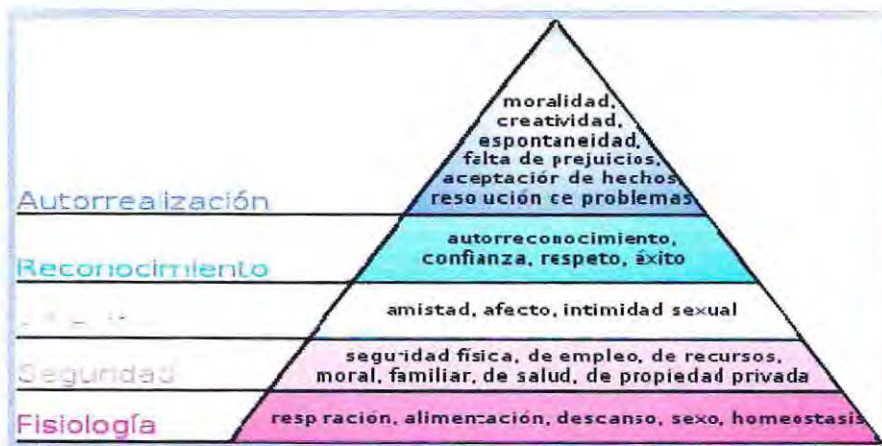 moralidad,
creatividad,
espontaneidad,
falta de prejuicios,
aceptación de hechos,
resolución de problemas
Autorrealización
autorreconocimiento,
confianza, respeto, éxito
Reconocimiento
amistad, afecto, intimidad sexual
seguridad física, de empleo, de recursos,
moral, familiar, de salud, de propiedad privada
Seguridad
respiración, alimentación, descanso, sexo, homeostasis
Fisiología